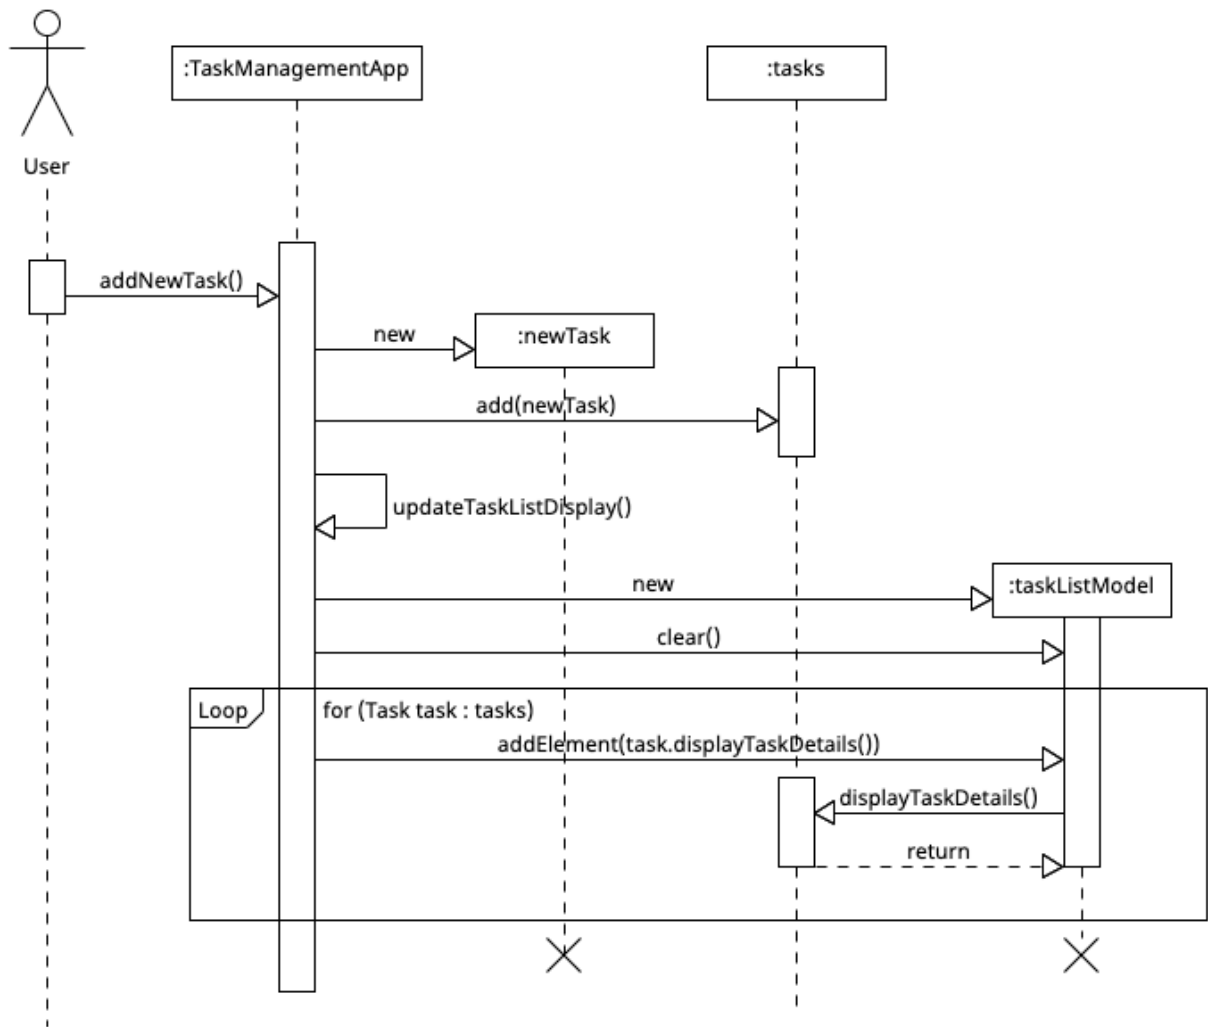 :TaskManagementApp
:tasks
User
addNewTask()
new
:newTask
add(newTask)
updateTaskListDisplay()
new
:taskListModel
clear()
Loop
for (Task task : tasks)
addElement(task.displayTaskDetails())
displayTaskDetails()
return